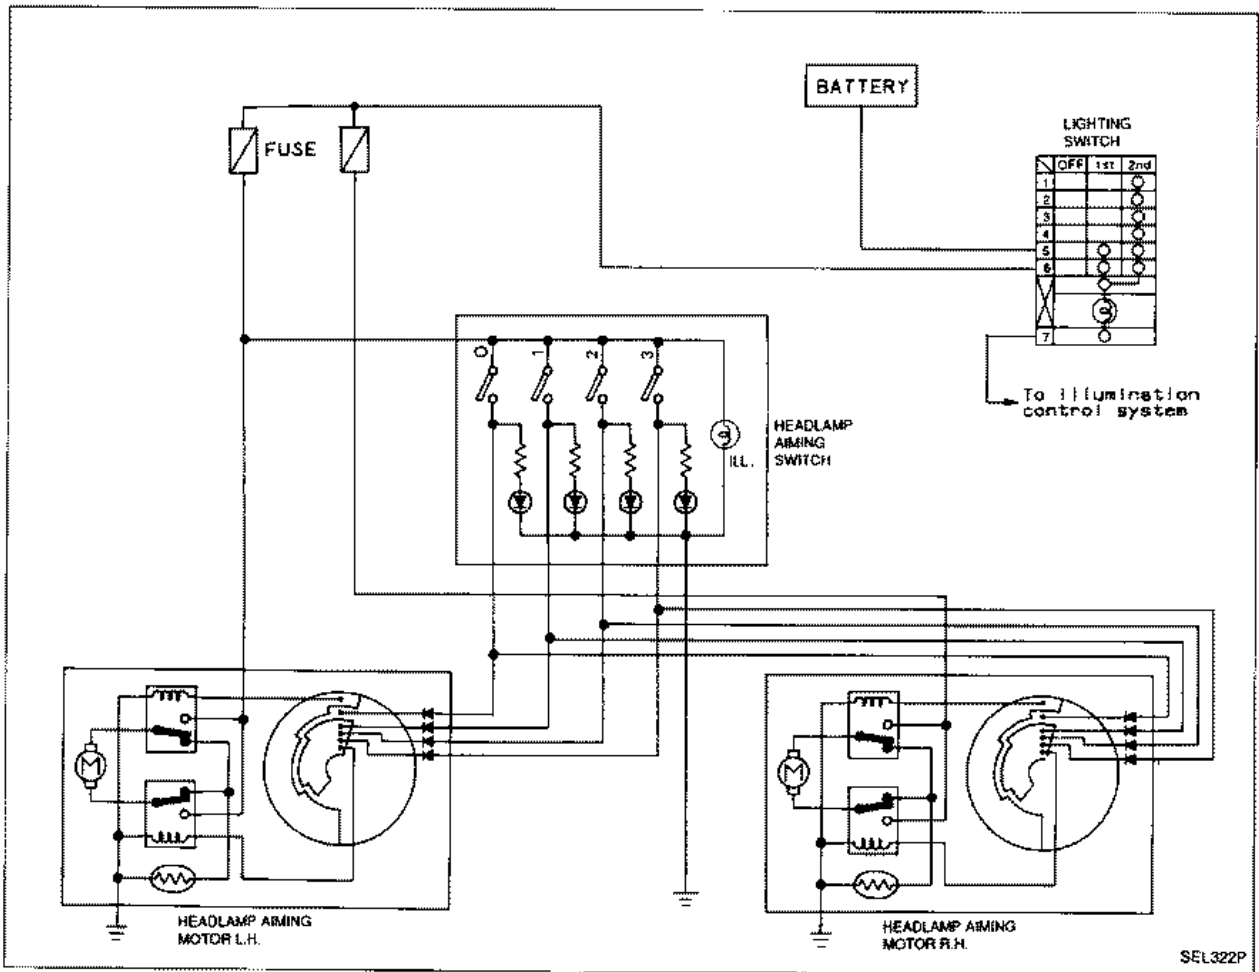 BATTERY
LIGHTING
SWITCH
FUSE
OFF 1st 2nd
1
2
3
4
5
6
7
0 1 2 3
To illumination
control system
HEADLAMP
AIMING
SWITCH
ILL.
M
M
HEADLAMP AIMING
MOTOR L.H.
HEADLAMP AIMING
MOTOR R.H.
SEL322P